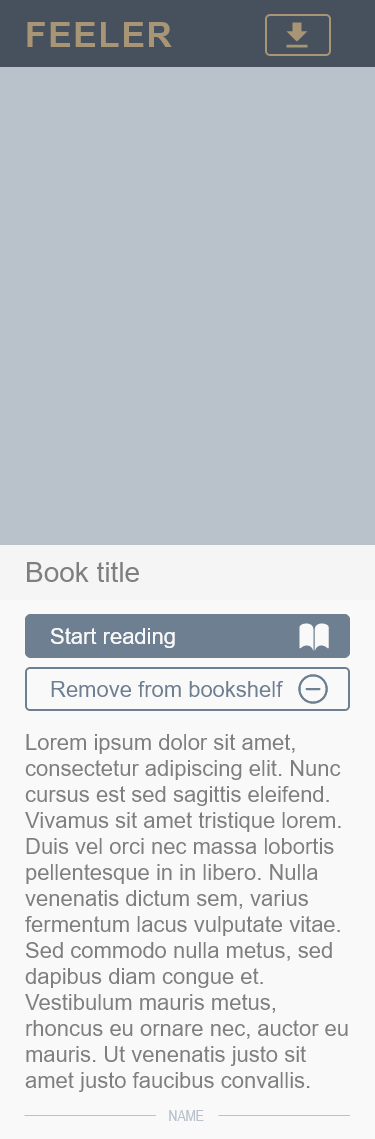 FEELER
Book title
Start reading
Remove from bookshelf
Lorem ipsum dolor sit amet,
consectetur adipiscing elit. Nunc
cursus est sed sagittis eleifend.
Vivamus sit amet tristique lorem.
Duis vel orci nec massa lobortis
pellentesque in in libero. Nulla
venenatis dictum sem, varius
fermentum lacus vulputate vitae.
Sed commodo nulla metus, sed
dapibus diam congue et.
Vestibulum mauris metus,
rhoncus eu ornare nec, auctor eu
mauris. Ut venenatis justo sit
amet justo faucibus convallis.
NAME